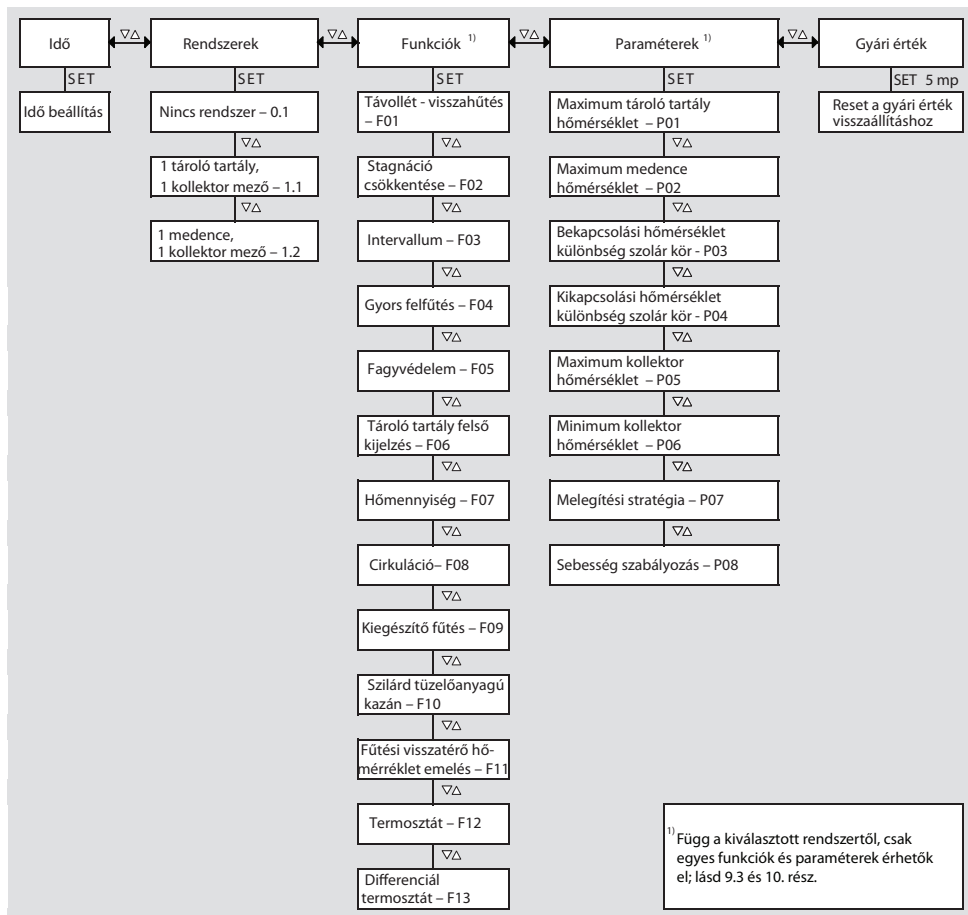 Idő
▽△
Rendszerek
▽△
Funkciók 1)
▽△
Paraméterek 1)
▽△
Gyári érték
SET
Idő beállítás
SET
Nincs rendszer – 0.1
▽△
1 tároló tartály,
1 kollektor mező – 1.1
▽△
1 medence,
1 kollektor mező – 1.2
SET
Távollét - visszahűtés
– F01
▽△
Stagnáció
csökkentése – F02
▽△
Intervallum – F03
▽△
Gyors felfűtés – F04
▽△
Fagyvédelem – F05
▽△
Tároló tartály felső
kijelzés – F06
▽△
Hőmennyiség – F07
▽△
Cirkuláció– F08
▽△
Kiegészítő fűtés – F09
▽△
Szilárd tüzelőanyagú
kazán – F10
▽△
Fűtési visszatérő hő-
mérréklet emelés – F11
▽△
Termosztát – F12
▽△
Differenciál
termosztát – F13
SET
Maximum tároló tartály
hőmérséklet – P01
▽△
Maximum medence
hőmérséklet – P02
▽△
Bekapcsolási hőmérséklet
különbség szolár kör - P03
▽△
Kikapcsolási hőmérséklet
különbség szolár kör - P04
▽△
Maximum kollektor
hőmérséklet – P05
▽△
Minimum kollektor
hőmérséklet – P06
▽△
Melegítési stratégia – P07
▽△
Sebesség szabályozás – P08
SET 5 mp
Reset a gyári érték
visszaállításhoz
1) Függ a kiválasztott rendszertől, csak
egyes funkciók és paraméterek érhetők
el; lásd 9.3 és 10. rész.